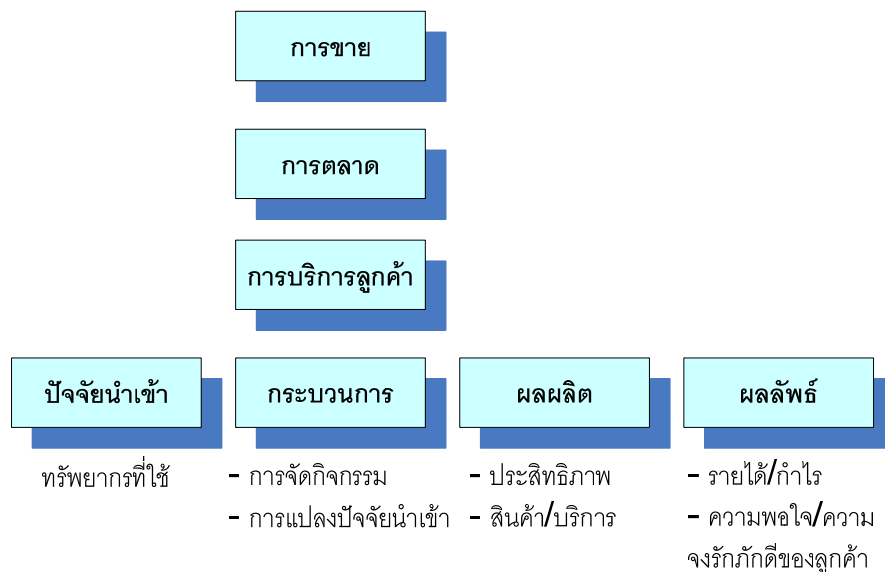 การขาย
การตลาด
การบริการลูกค้า
ปัจจัยนำเข้า
กระบวนการ
ผลผลิต
ผลลัพธ์
ทรัพยากรที่ใช้
- การจัดกิจกรรม
- การแปลงปัจจัยนำเข้า
- ประสิทธิภาพ
- สินค้า/บริการ
- รายได้/กำไร
- ความพอใจ/ความ
จงรักภักดีของลูกค้า